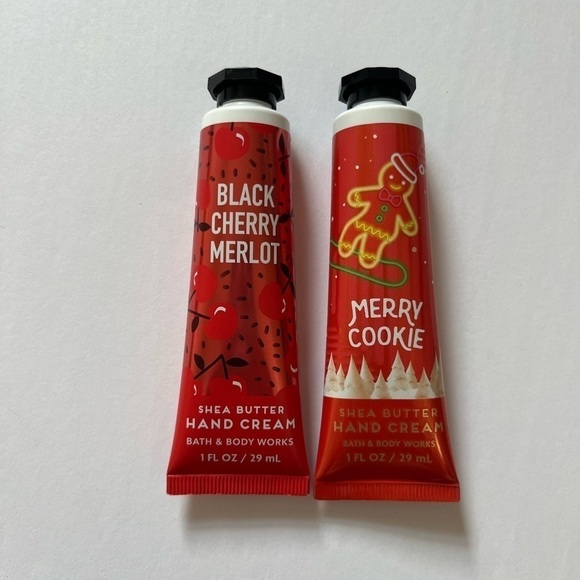 BLACK
CHERRY
MERLOT
SHEA BUTTER
HAND CREAM
BATH & BODY WORKS
1 FL OZ / 29 mL
MERRY
COOKIE
SHEA BUTTER
HAND CREAM
BATH & BODY WORKS
1 FL OZ / 29 mL